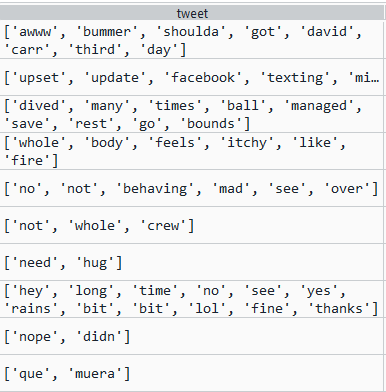 tweet
['awww', 'bummer', 'shoulda', 'got', 'david',
'carr', 'third', 'day']
['upset', 'update', 'facebook', 'texting', 'mi…
['dived', 'many', 'times', 'ball', 'managed',
'save', 'rest', 'go', 'bounds']
['whole', 'body', 'feels', 'itchy', 'like',
'fire']
['no', 'not', 'behaving', 'mad', 'see', 'over']
['not', 'whole', 'crew']
['need', 'hug']
['hey', 'long', 'time', 'no', 'see', 'yes',
'rains', 'bit', 'bit', 'lol', 'fine', 'thanks']
['nope', 'didn']
['que', 'muera']